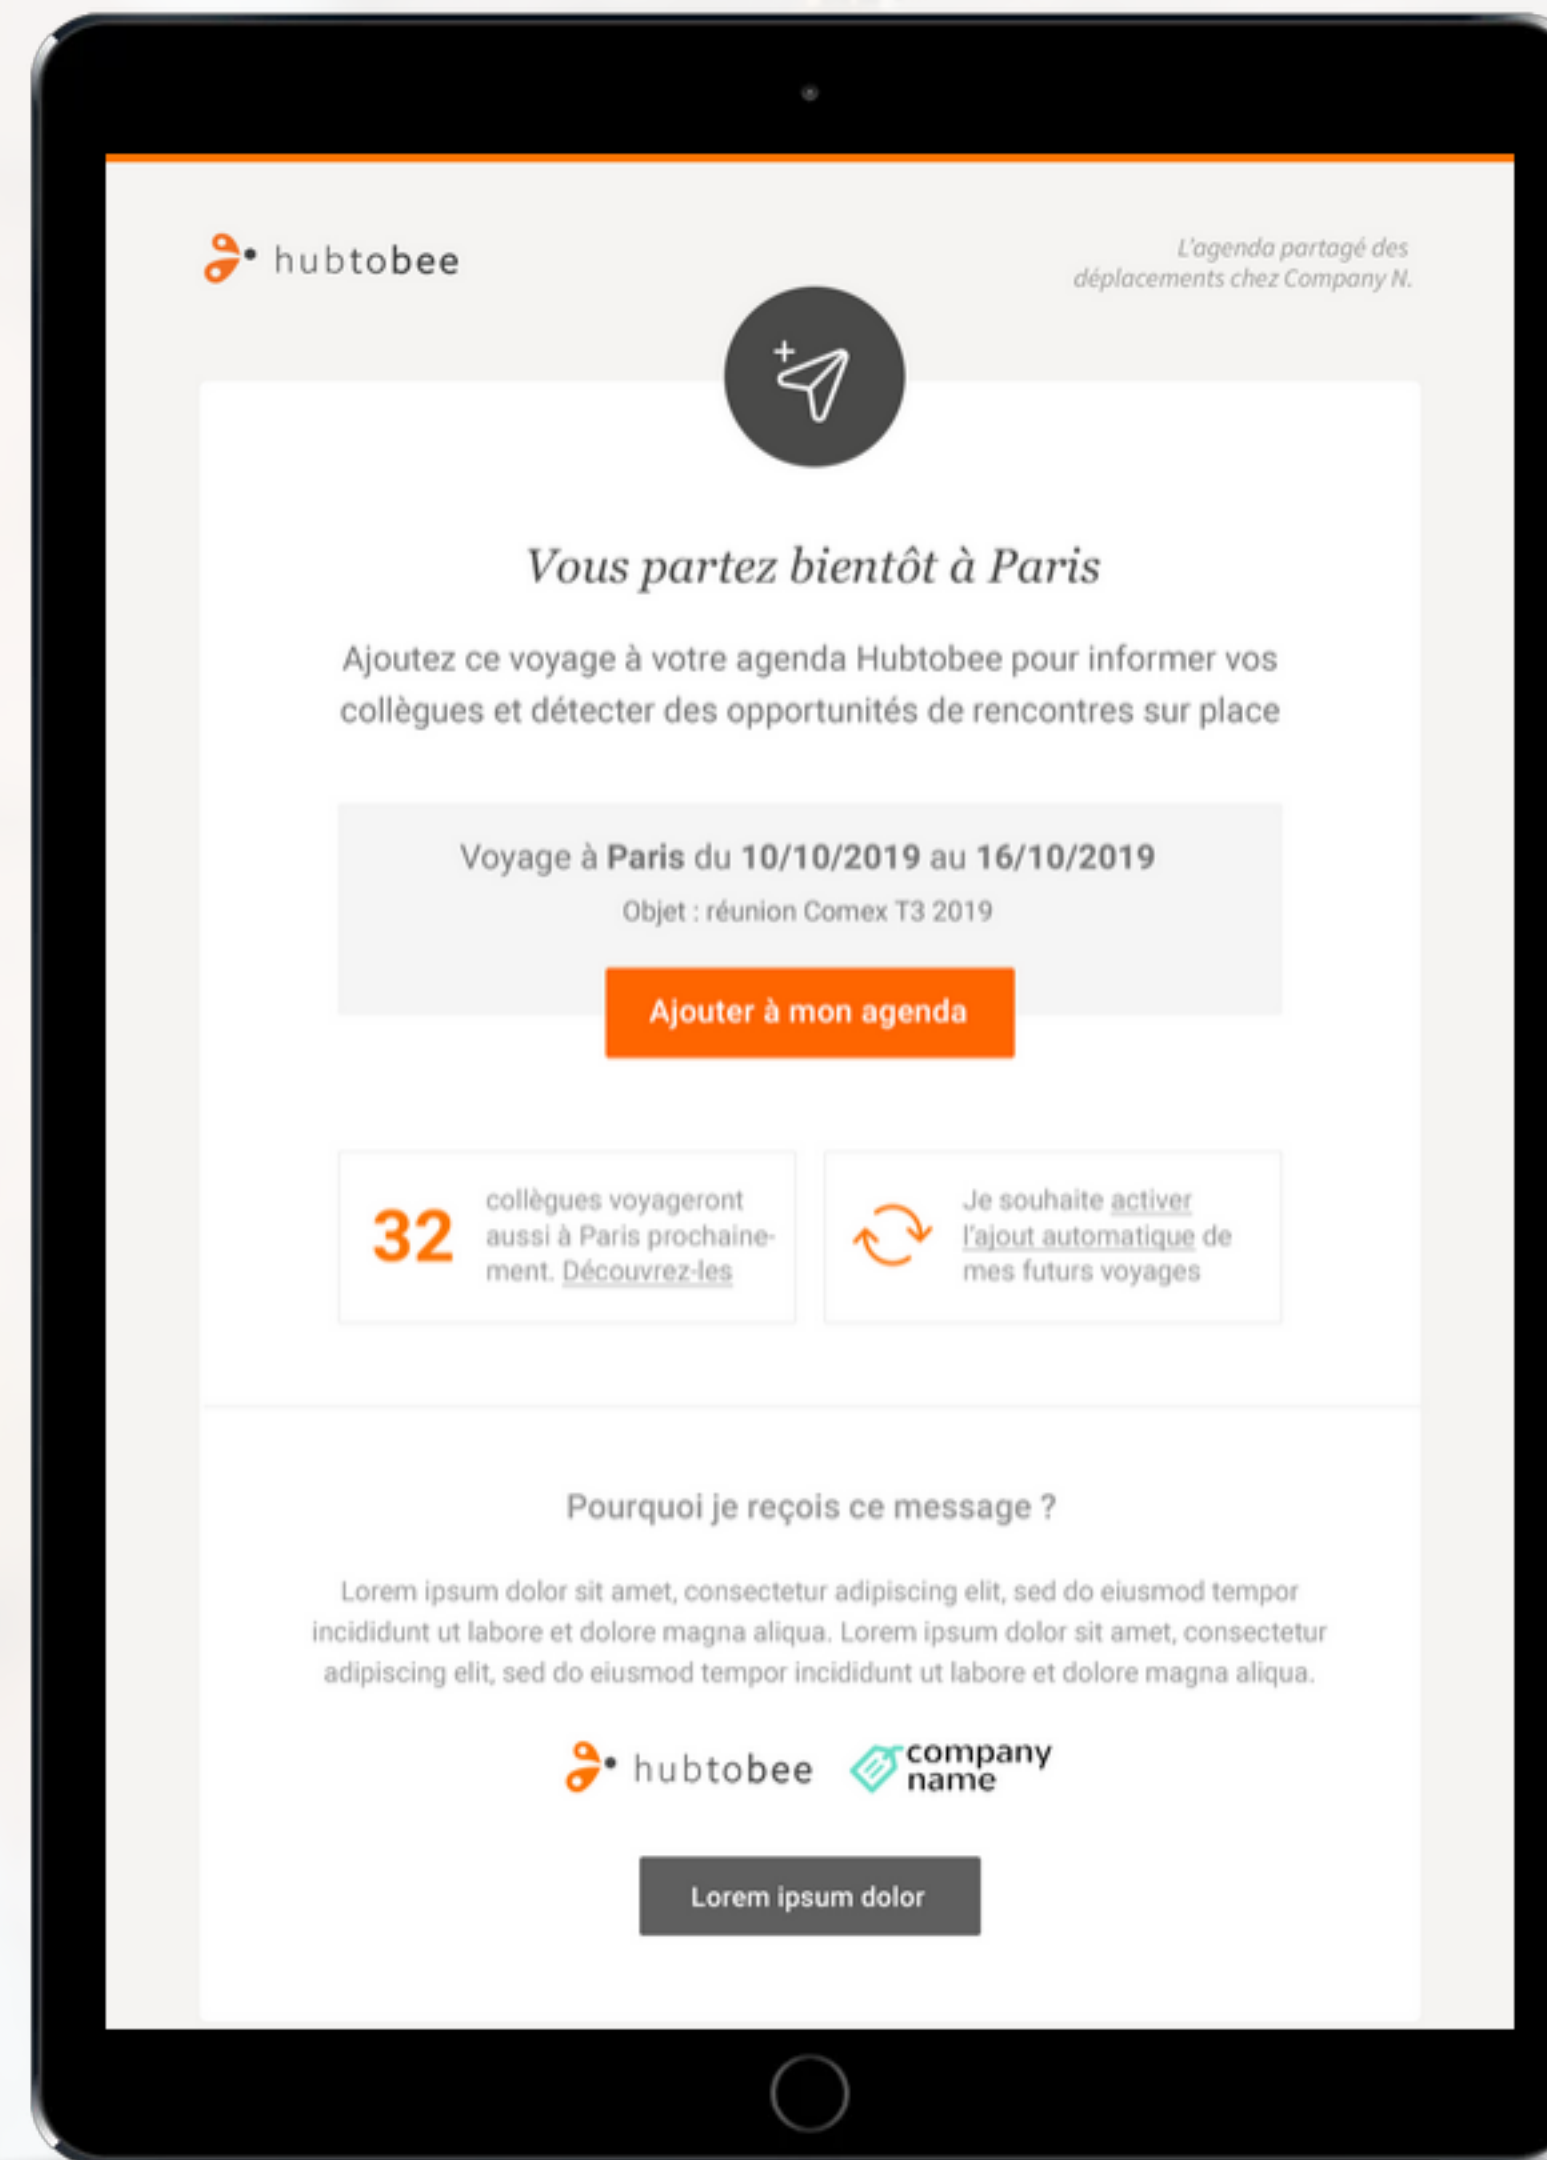 hubtobee
L'agenda partagé des
déplacements chez Company N.
Vous partez bientôt à Paris
Ajoutez ce voyage à votre agenda Hubtobee pour informer vos
collègues et détecter des opportunités de rencontres sur place
Voyage à Paris du 10/10/2019 au 16/10/2019
Objet : réunion Comex T3 2019
Ajouter à mon agenda
32
collègues voyageront
aussi à Paris prochaine-
ment. Découvrez-les
Je souhaite activer
l'ajout automatique de
mes futurs voyages
Pourquoi je reçois ce message ?
Lorem ipsum dolor sit amet, consectetur adipiscing elit, sed do eiusmod tempor
incididunt ut labore et dolore magna aliqua. Lorem ipsum dolor sit amet, consectetur
adipiscing elit, sed do eiusmod tempor incididunt ut labore et dolore magna aliqua.
hubtobee
company
name
Lorem ipsum dolor